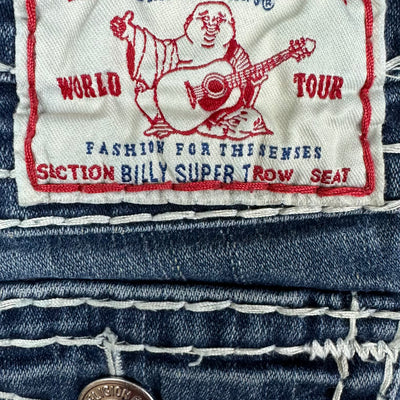 WORLD TOUR
FASHION FOR THE SENSES
SECTION BILLY SUPER T ROW SEAT